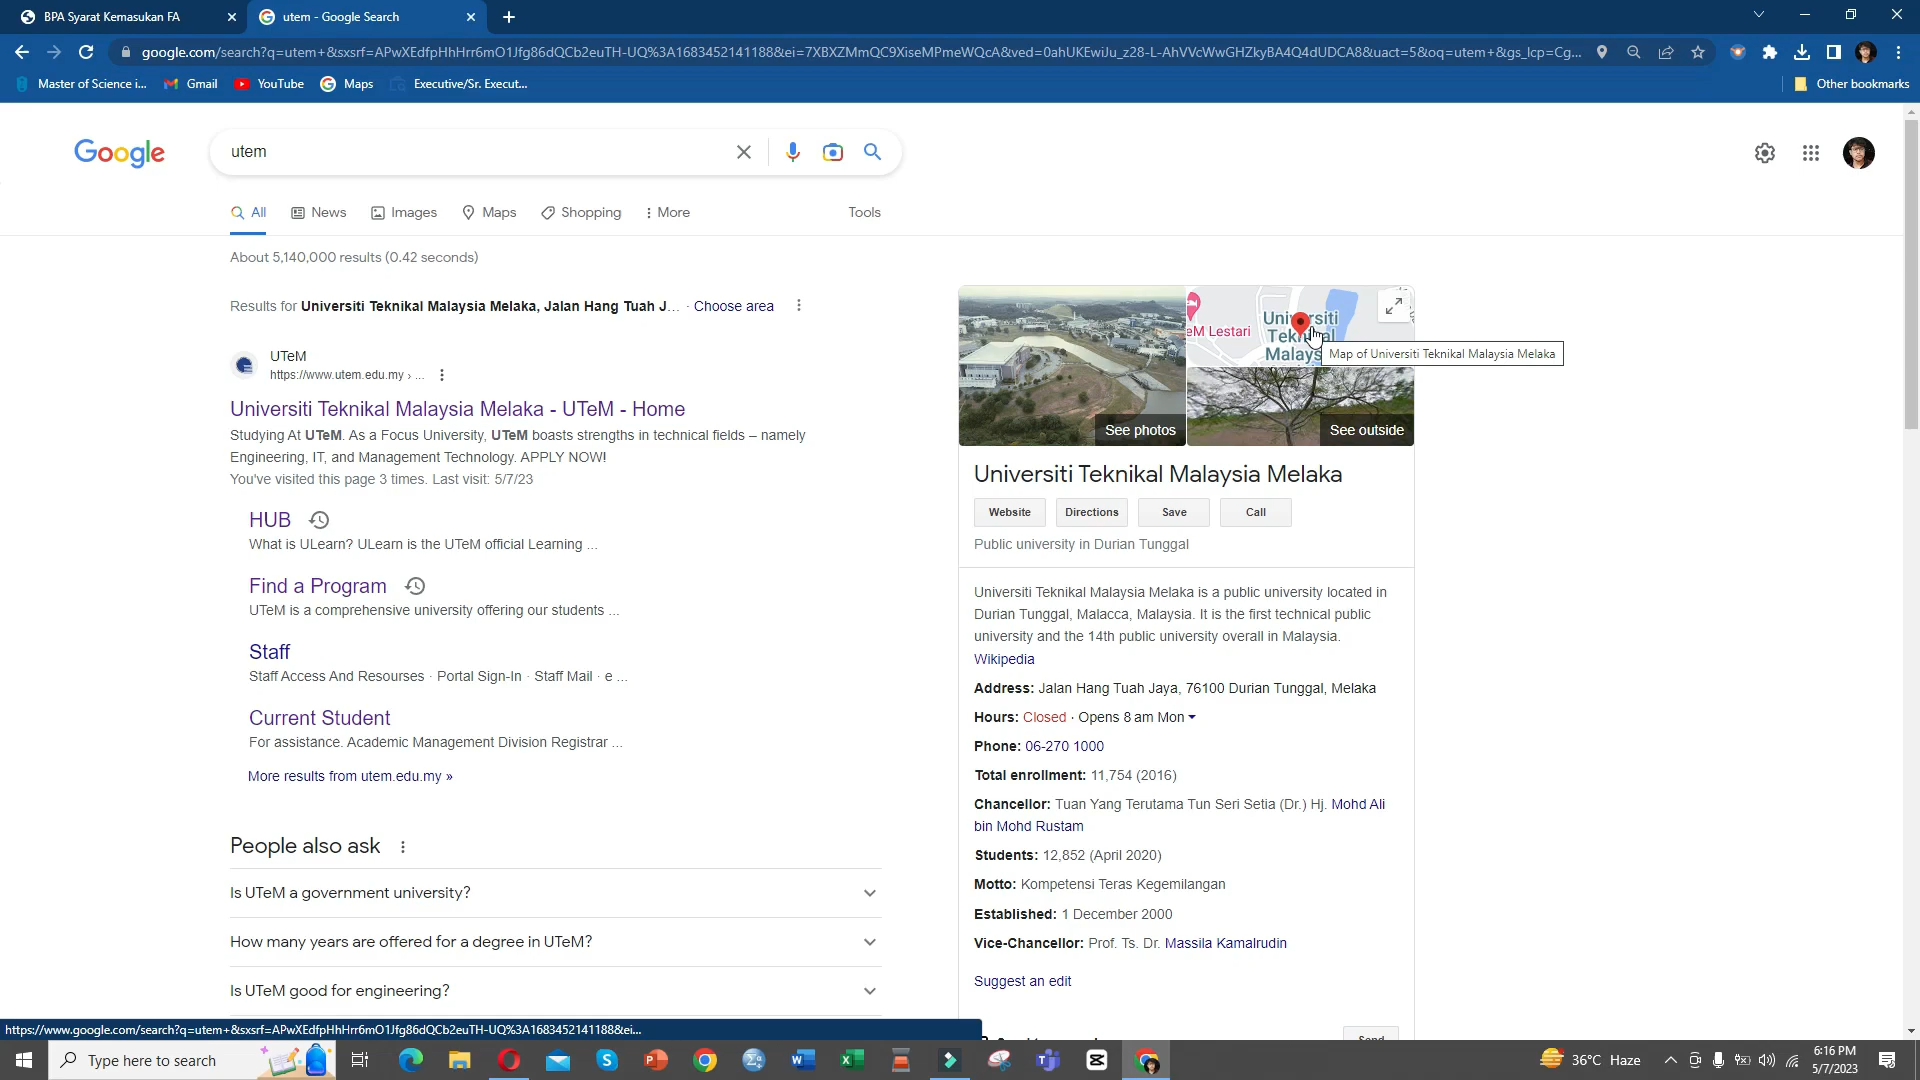 BPA Syarat Kemasukan FA
utem - Google Search
google.com/search?q=utem+&sxsrf=APwXEdfpHhHrr6mO1Jfg86dQCb2euTH-UQ%3A1683452141188&ei=7XBXZMmQC9XiseMPmeWQcA&ved=0ahUKEwiJu_z28-L-AhVVcWwGHZkyBA4Q4dUDCA8&uact=5&oq=utem+&gs_lcp=Cg...
Master of Science i...
Gmail
YouTube
Maps
Executive/Sr. Execut...
Other bookmarks
Google
utem
All
News
Images
Maps
Shopping
More
Tools
About 5,140,000 results (0.42 seconds)
Results for Universiti Teknikal Malaysia Melaka, Jalan Hang Tuah J... · Choose area
UTeM
https://www.utem.edu.my › ...
Universiti Teknikal Malaysia Melaka - UTeM - Home
Studying At UTeM. As a Focus University, UTeM boasts strengths in technical fields – namely
Engineering, IT, and Management Technology. APPLY NOW!
You've visited this page 3 times. Last visit: 5/7/23
HUB
What is ULearn? ULearn is the UTeM official Learning ...
Find a Program
UTeM is a comprehensive university offering our students ...
Staff
Staff Access And Resourses · Portal Sign-In · Staff Mail · e ...
Current Student
For assistance. Academic Management Division Registrar ...
More results from utem.edu.my »
People also ask
Is UTeM a government university?
How many years are offered for a degree in UTeM?
Is UTeM good for engineering?
eM Lestari
Map of Universiti Teknikal Malaysia Melaka
See photos
See outside
Universiti Teknikal Malaysia Melaka
Website
Directions
Save
Call
Public university in Durian Tunggal
Universiti Teknikal Malaysia Melaka is a public university located in
Durian Tunggal, Malacca, Malaysia. It is the first technical public
university and the 14th public university overall in Malaysia.
Wikipedia
Address: Jalan Hang Tuah Jaya, 76100 Durian Tunggal, Melaka
Hours: Closed · Opens 8 am Mon
Phone: 06-270 1000
Total enrollment: 11,754 (2016)
Chancellor: Tuan Yang Terutama Tun Seri Setia (Dr.) Hj. Mohd Ali
bin Mohd Rustam
Students: 12,852 (April 2020)
Motto: Kompetensi Teras Kegemilangan
Established: 1 December 2000
Vice-Chancellor: Prof. Ts. Dr. Massila Kamalrudin
Suggest an edit
https://www.google.com/search?q=utem+&sxsrf=APwXEdfpHhHrr6mO1Jfg86dQCb2euTH-UQ%3A1683452141188&ei...
Type here to search
36°C Haze
6:16 PM
5/7/2023